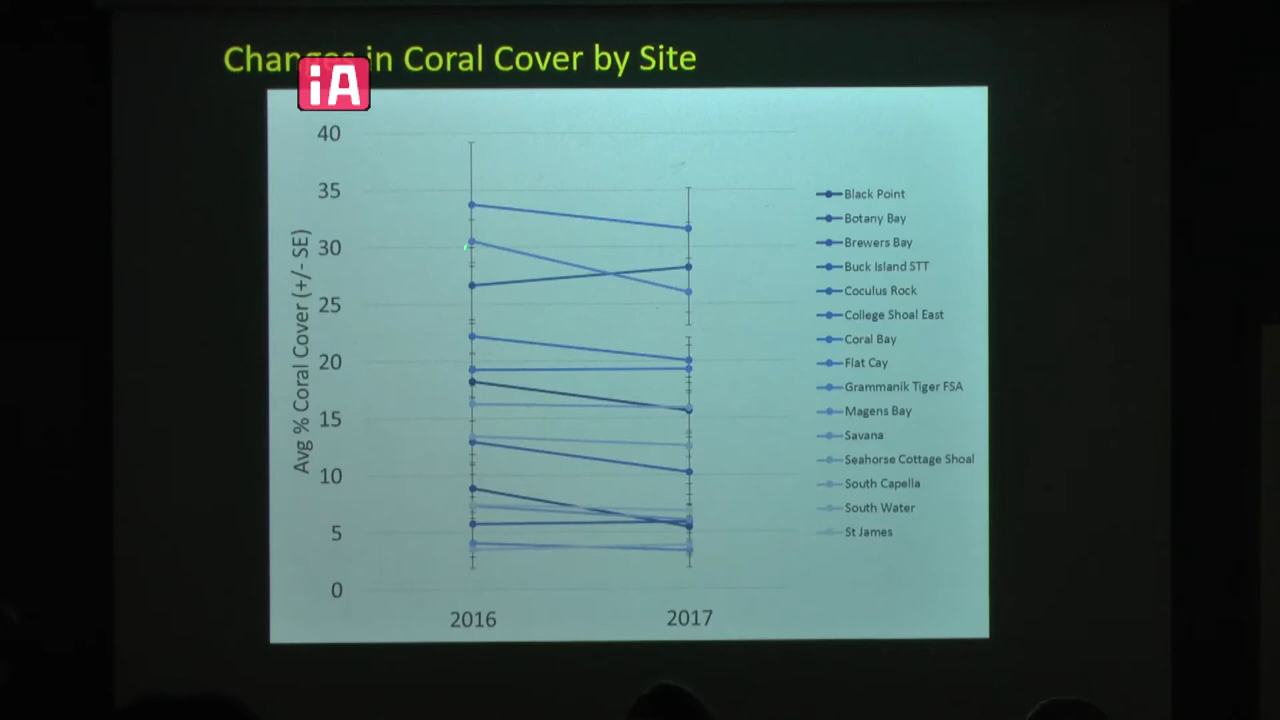 Changes in Coral Cover by Site
iA
40
35
30
25
20
15
10
5
0
Avg % Coral Cover (+/- SE)
2016
2017
Black Point
Botany Bay
Brewers Bay
Buck Island STT
Coculus Rock
College Shoal East
Coral Bay
Flat Cay
Grammanik Tiger FSA
Magens Bay
Savana
Seahorse Cottage Shoal
South Capella
South Water
St James